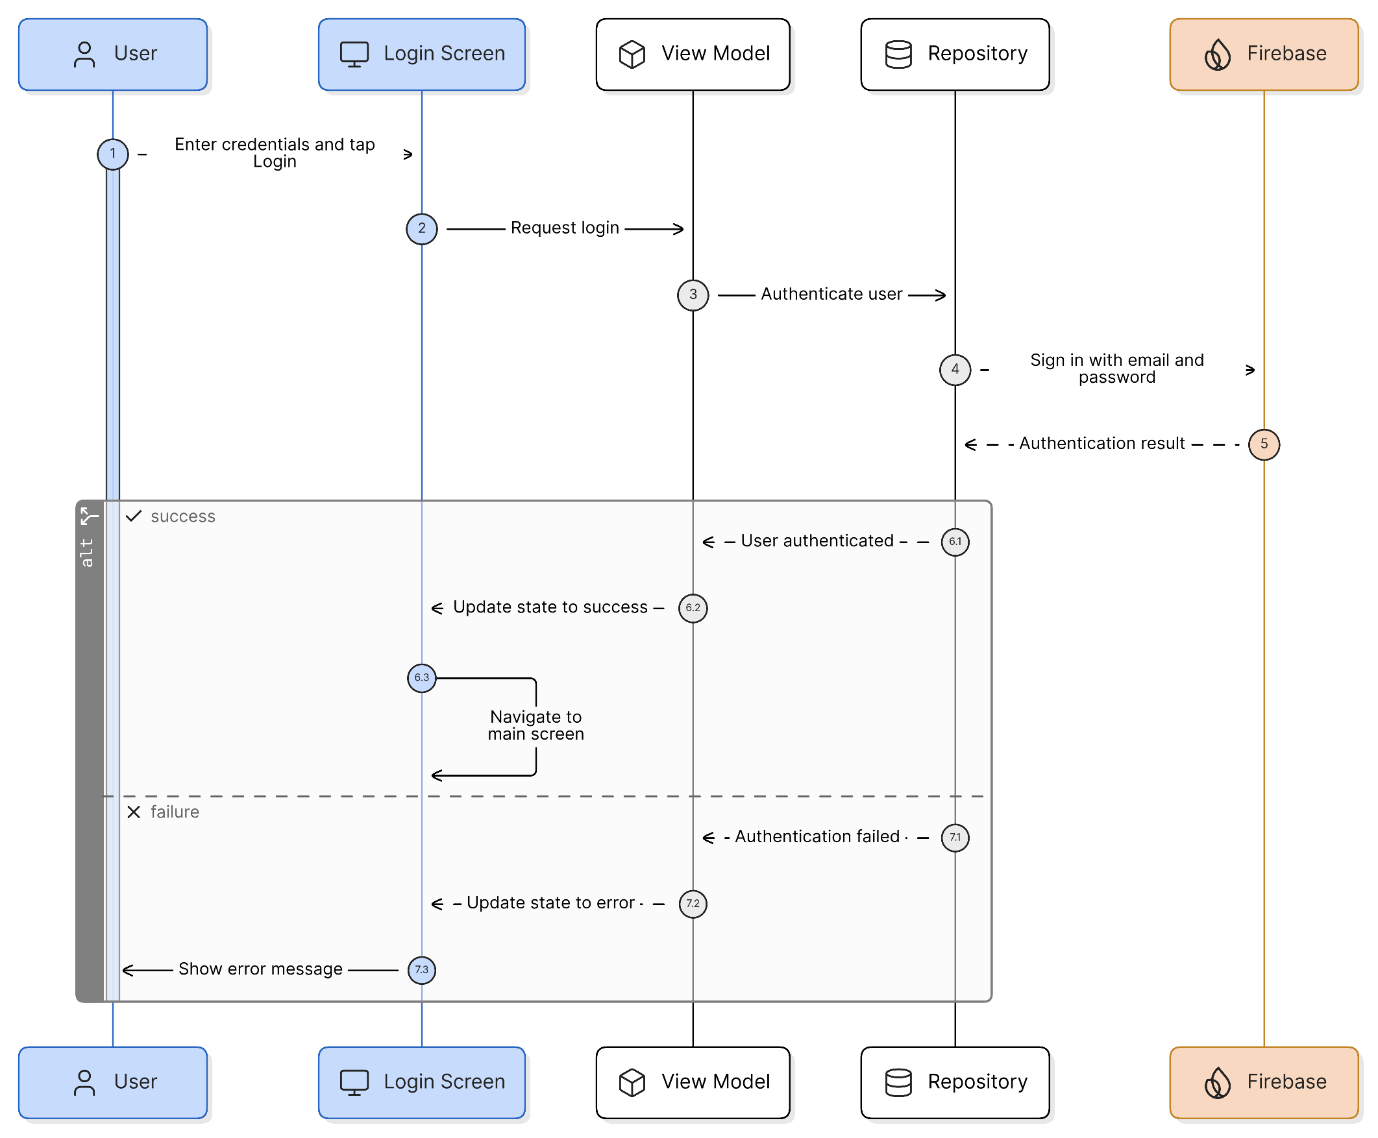 User
Login Screen
View Model
Repository
Firebase
1
Enter credentials and tap
Login
2
Request login
3
Authenticate user
4
Sign in with email and
password
Authentication result
5
alt
success
User authenticated
6.1
Update state to success
6.2
6.3
Navigate to
main screen
failure
Authentication failed
7.1
Update state to error
7.2
Show error message
7.3
User
Login Screen
View Model
Repository
Firebase